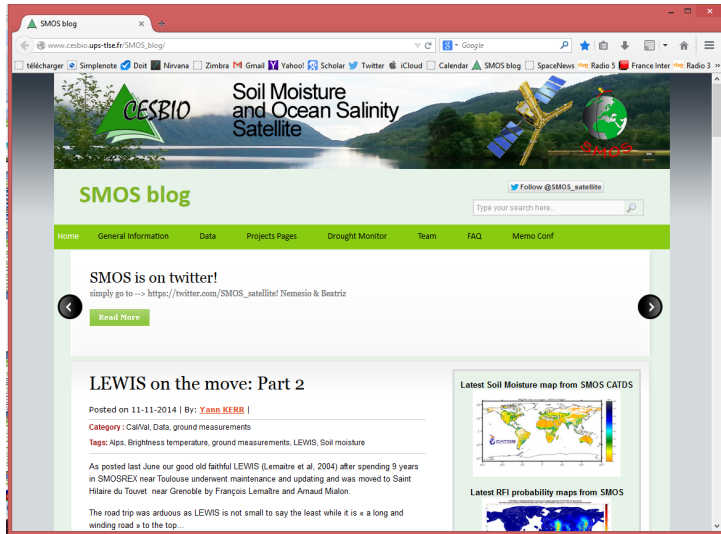 SMOS blog
www.cesbio.ups-tlse.fr/SMOS_blog/
Google
télécharger Simplenote Doit Nirvana Zimbra Gmail Yahoo! Scholar Twitter iCloud Calendar SMOS blog SpaceNews Radio 5 France Inter Radio 3 »
CESBIO
Soil Moisture
and Ocean Salinity
Satellite
SMOS
SMOS blog
Follow @SMOS_satellite
Type your search here...
Home General Information Data Projects Pages Drought Monitor Team FAQ Memo Conf
SMOS is on twitter!
simply go to --> https://twitter.com/SMOS_satellite! Nemesio & Beatriz
Read More
LEWIS on the move: Part 2
Posted on 11-11-2014 | By: Yann KERR |
Category : Cal/Val, Data, ground measurements
Tags: Alps, Brightness temperature, ground measurements, LEWIS, Soil moisture
As posted last June our good old faithful LEWIS (Lemaitre et al, 2004) after spending 9 years
in SMOSREX near Toulouse underwent maintenance and updating and was moved to Saint
Hilaire du Touvet near Grenoble by François Lemaître and Arnaud Mialon.
The road trip was arduous as LEWIS is not small to say the least while it is « a long and
winding road » to the top...
Latest Soil Moisture map from SMOS CATDS
CATDS
Latest RFI probability maps from SMOS